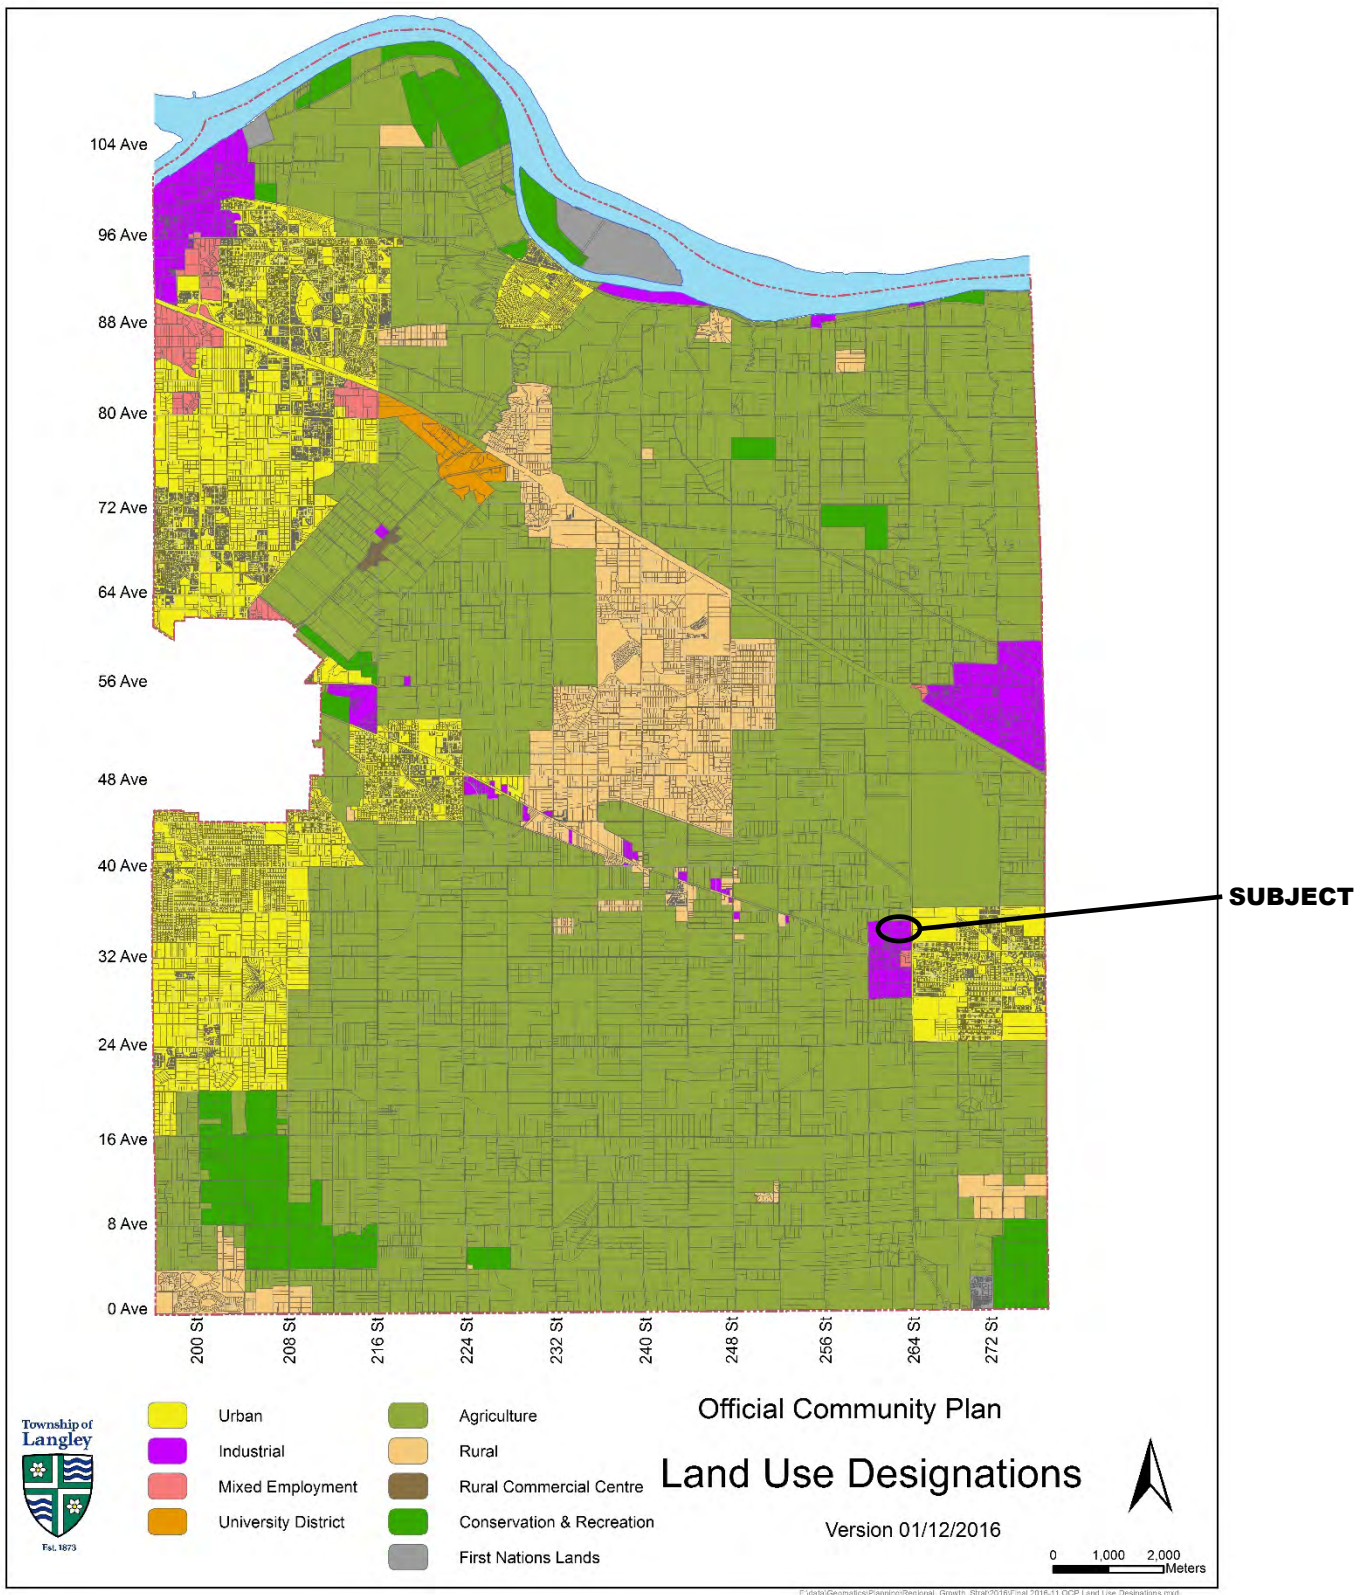 104 Ave
96 Ave
88 Ave
80 Ave
72 Ave
64 Ave
56 Ave
48 Ave
40 Ave
SUBJECT
32 Ave
24 Ave
16 Ave
8 Ave
0 Ave
200 St
208 St
216 St
224 St
232 St
240 St
248 St
256 St
264 St
272 St
Township of
Langley
Est. 1873
Urban
Industrial
Mixed Employment
University District
Agriculture
Rural
Rural Commercial Centre
Conservation & Recreation
First Nations Lands
Official Community Plan
Land Use Designations
Version 01/12/2016
0 1,000 2,000
Meters